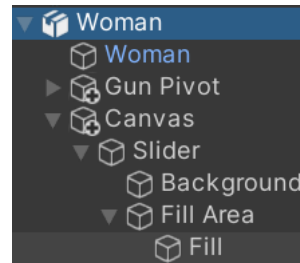 Woman
Woman
Gun Pivot
Canvas
Slider
Background
Fill Area
Fill